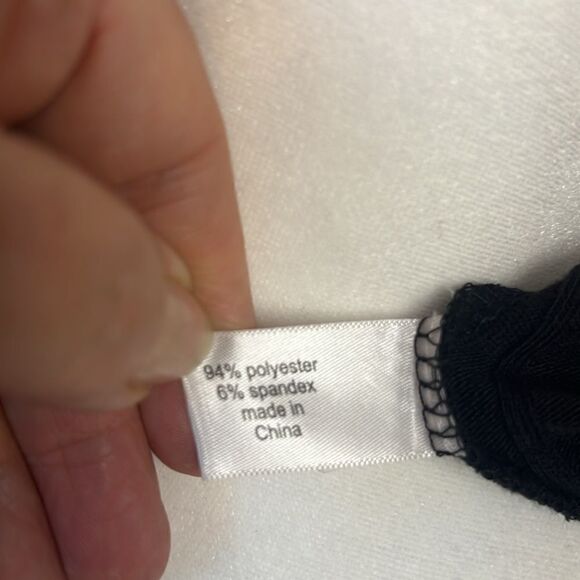 94% polyester
6% spandex
made in
China